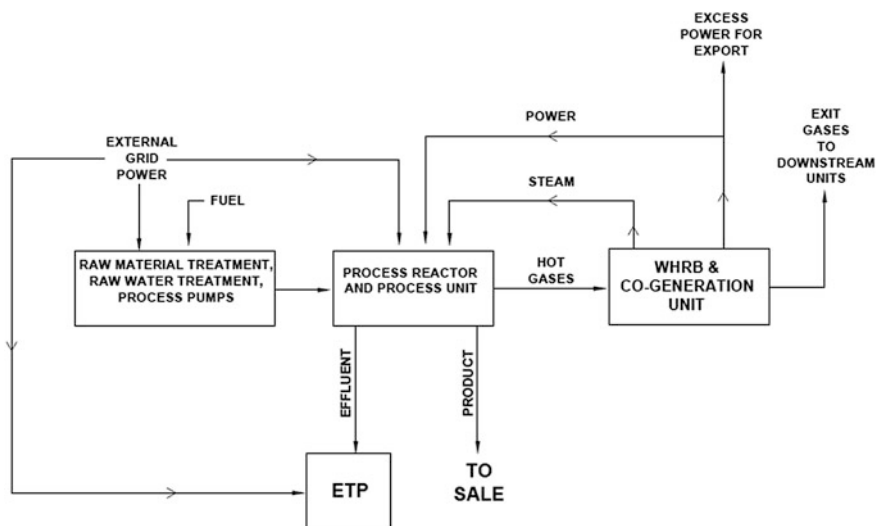 EXCESS
POWER FOR
EXPORT
POWER
EXIT
GASES
TO
DOWNSTREAM
UNITS
EXTERNAL
GRID
POWER
STEAM
FUEL
RAW MATERIAL TREATMENT,
RAW WATER TREATMENT,
PROCESS PUMPS
PROCESS REACTOR
AND PROCESS UNIT
HOT
GASES
WHRB &
CO-GENERATION
UNIT
EFFLUENT
PRODUCT
ETP
TO
SALE